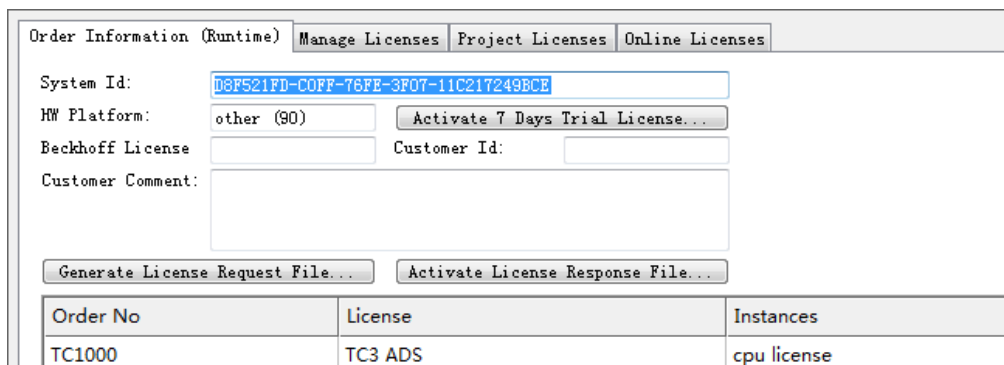 Order Information (Runtime) Manage Licenses Project Licenses Online Licenses
System Id: D8F521FD-C0FF-76FE-3F07-11C217249BCE
HW Platform: other (90) Activate 7 Days Trial License...
Beckhoff License Customer Id:
Customer Comment:
Generate License Request File... Activate License Response File...
Order No License Instances
TC1000 TC3 ADS cpu license